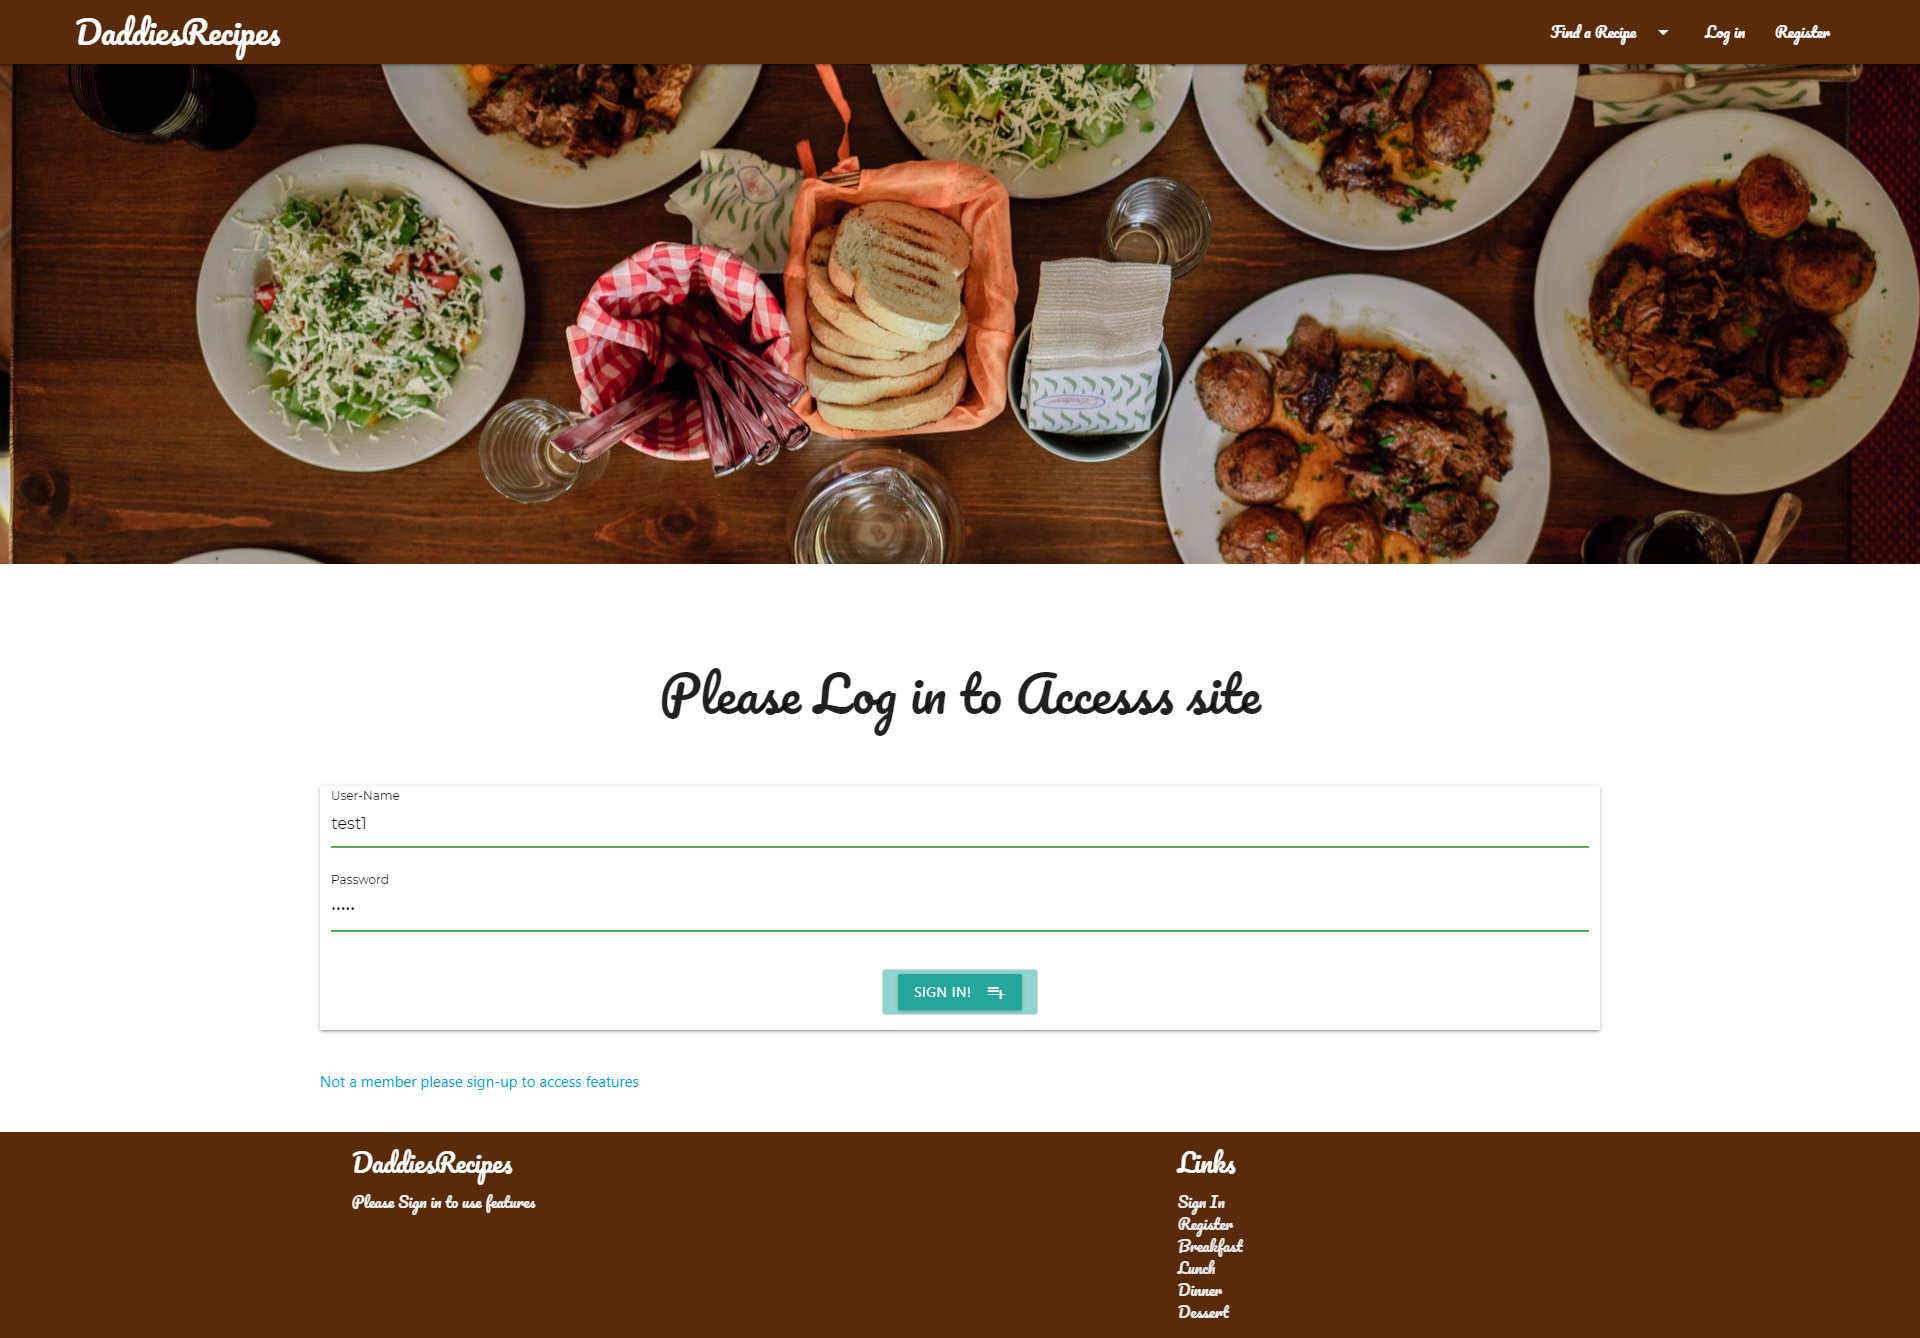 DaddiesRecipes
Find a Recipe
Log in
Register
Please Log in to Accesss site
User-Name
test1
Password
•••••
SIGN IN!
Not a member please sign-up to access features
DaddiesRecipes
Please Sign in to use features
Links
Sign In
Register
Breakfast
Lunch
Dinner
Dessert